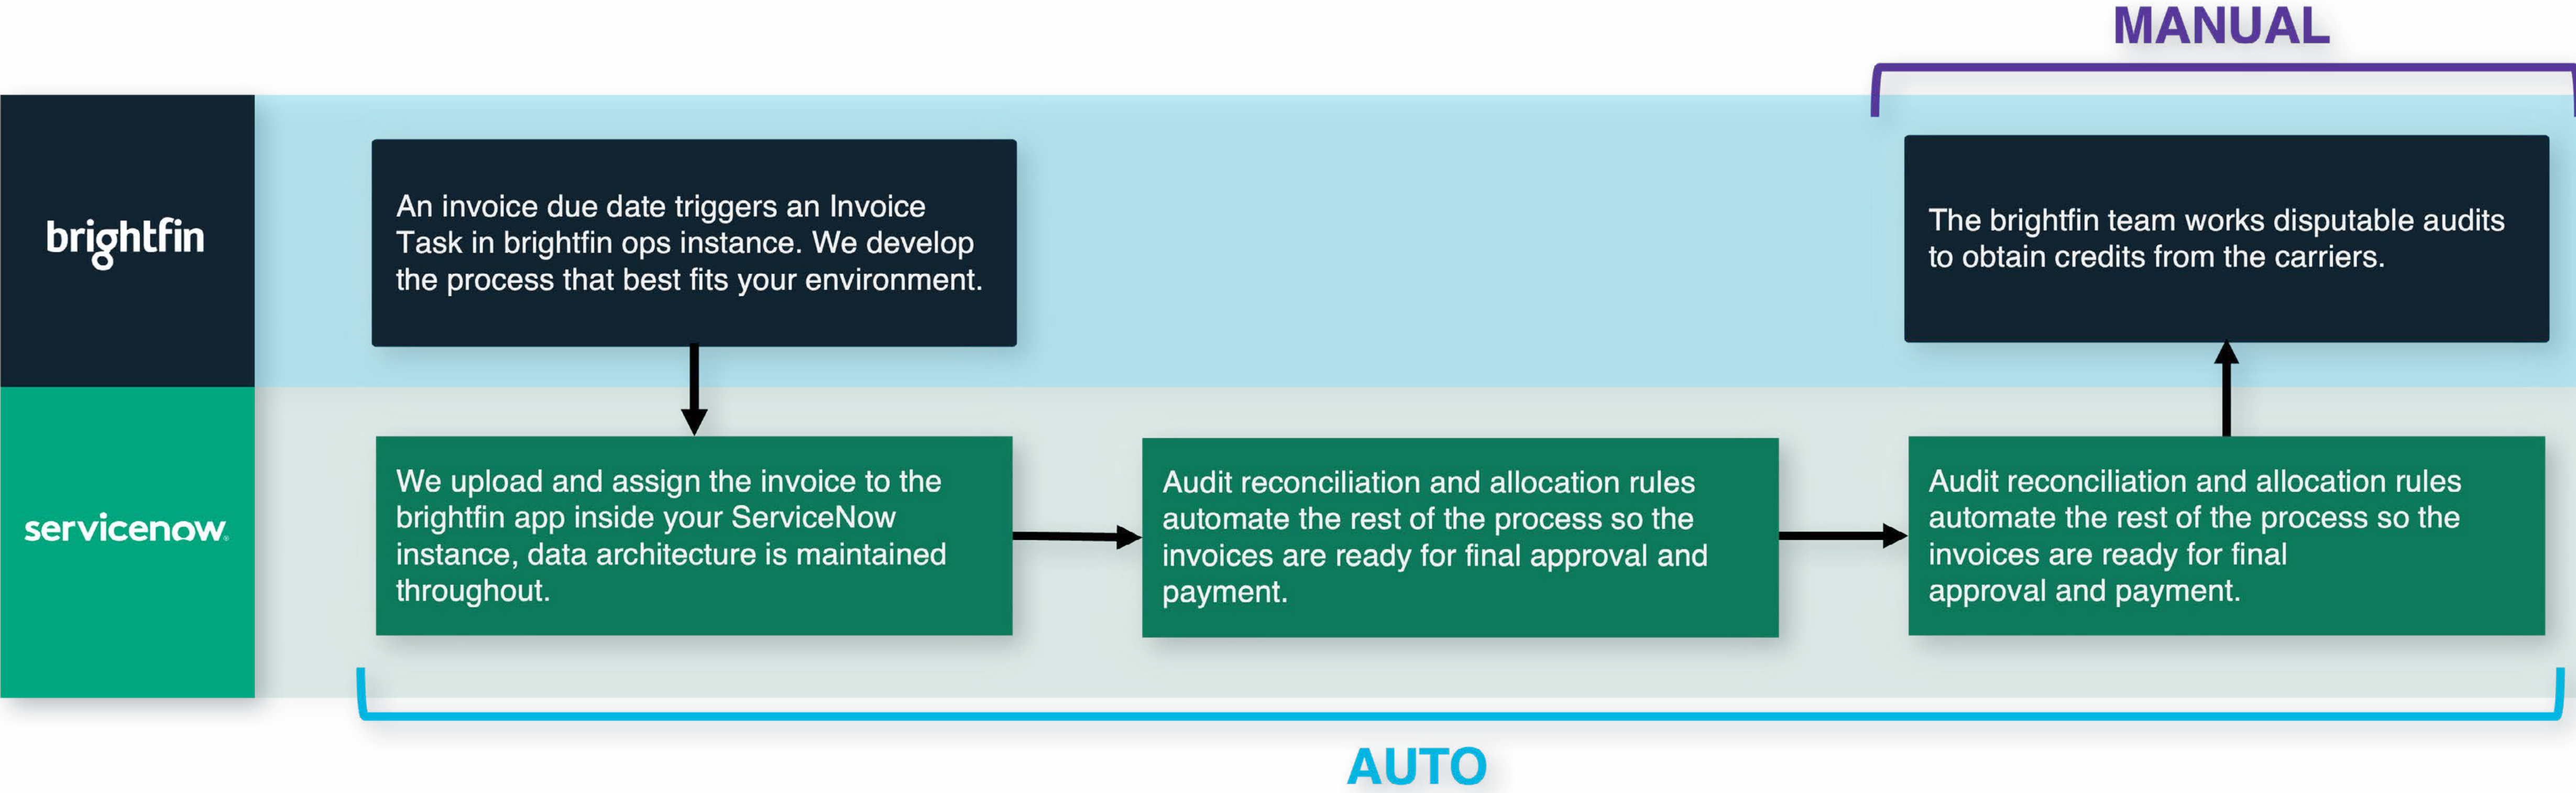 MANUAL
brightfin
An invoice due date triggers an Invoice
Task in brightfin ops instance. We develop
the process that best fits your environment.
The brightfin team works disputable audits
to obtain credits from the carriers.
servicenow.
We upload and assign the invoice to the
brightfin app inside your ServiceNow
instance, data architecture is maintained
throughout.
Audit reconciliation and allocation rules
automate the rest of the process so the
invoices are ready for final approval and
payment.
Audit reconciliation and allocation rules
automate the rest of the process so the
invoices are ready for final
approval and payment.
AUTO